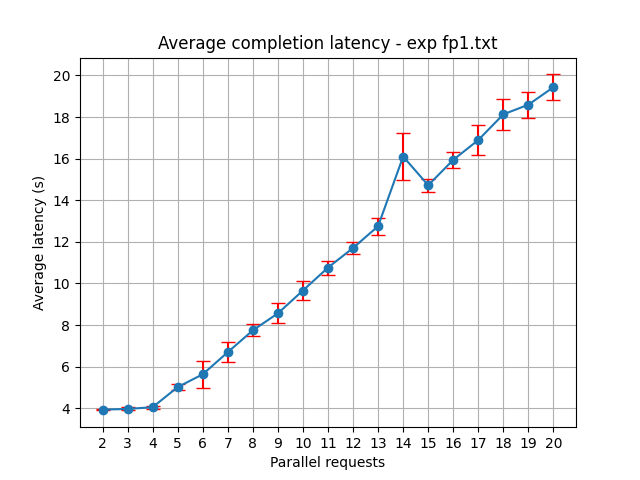 Average completion latency - exp fp1.txt
20
18
16
14
12
10
8
6
4
Average latency (s)
2 3 4 5 6 7 8 9 10 11 12 13 14 15 16 17 18 19 20
Parallel requests